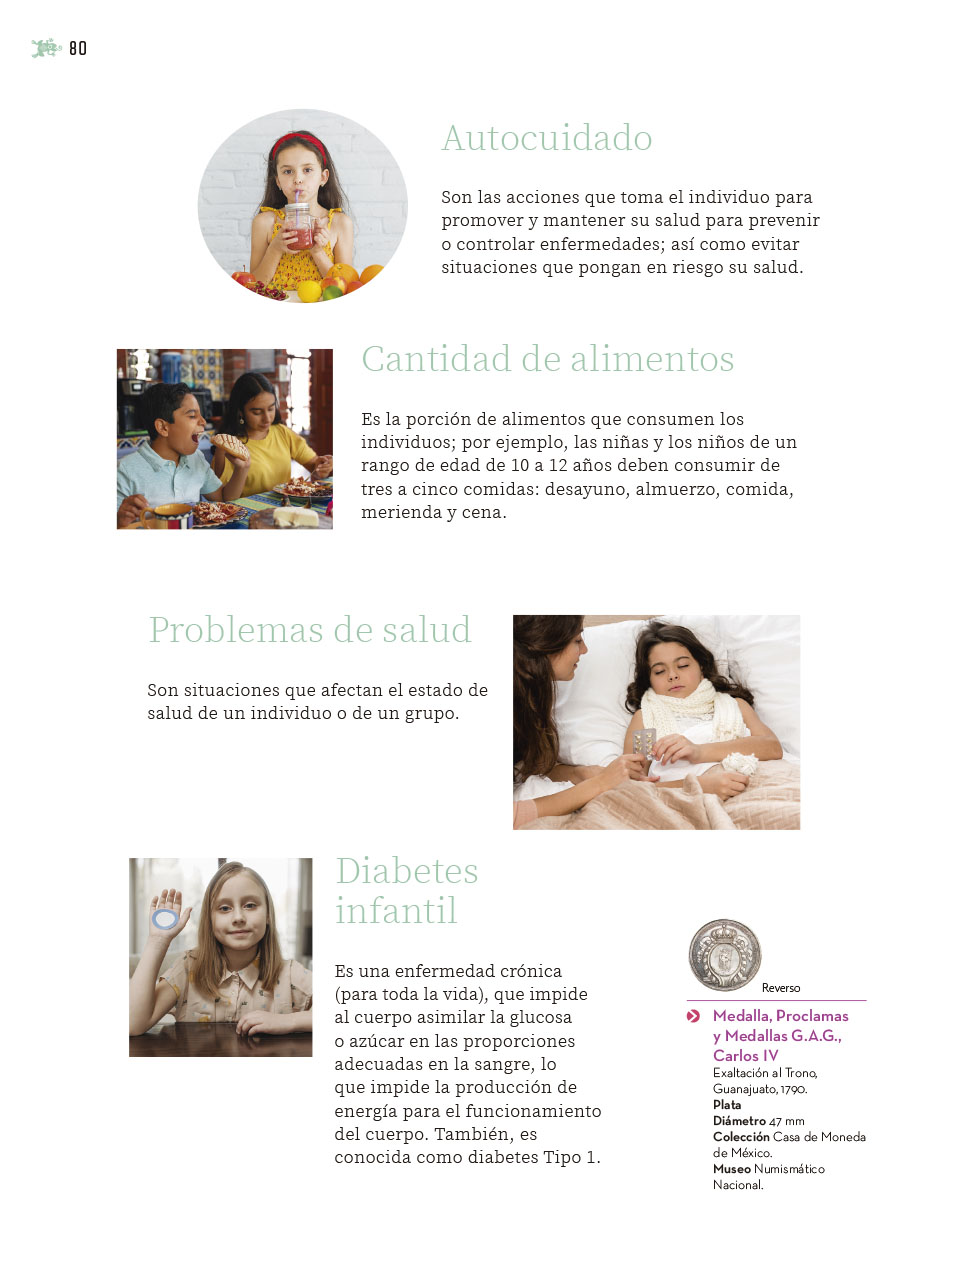 80
Autocuidado
Son las acciones que toma el individuo para
promover y mantener su salud para prevenir
o controlar enfermedades; así como evitar
situaciones que pongan en riesgo su salud.
Cantidad de alimentos
Es la porción de alimentos que consumen los
individuos; por ejemplo, las niñas y los niños de un
rango de edad de 10 a 12 años deben consumir de
tres a cinco comidas: desayuno, almuerzo, comida,
merienda y cena.
Problemas de salud
Son situaciones que afectan el estado de
salud de un individuo o de un grupo.
Diabetes
infantil
Es una enfermedad crónica
(para toda la vida), que impide
al cuerpo asimilar la glucosa
o azúcar en las proporciones
adecuadas en la sangre, lo
que impide la producción de
energía para el funcionamiento
del cuerpo. También, es
conocida como diabetes Tipo 1.
Reverso
Medalla, Proclamas
y Medallas G.A.G.,
Carlos IV
Exaltación al Trono,
Guanajuato, 1790.
Plata
Diámetro 47 mm
Colección Casa de Moneda
de México.
Museo Numismático
Nacional.